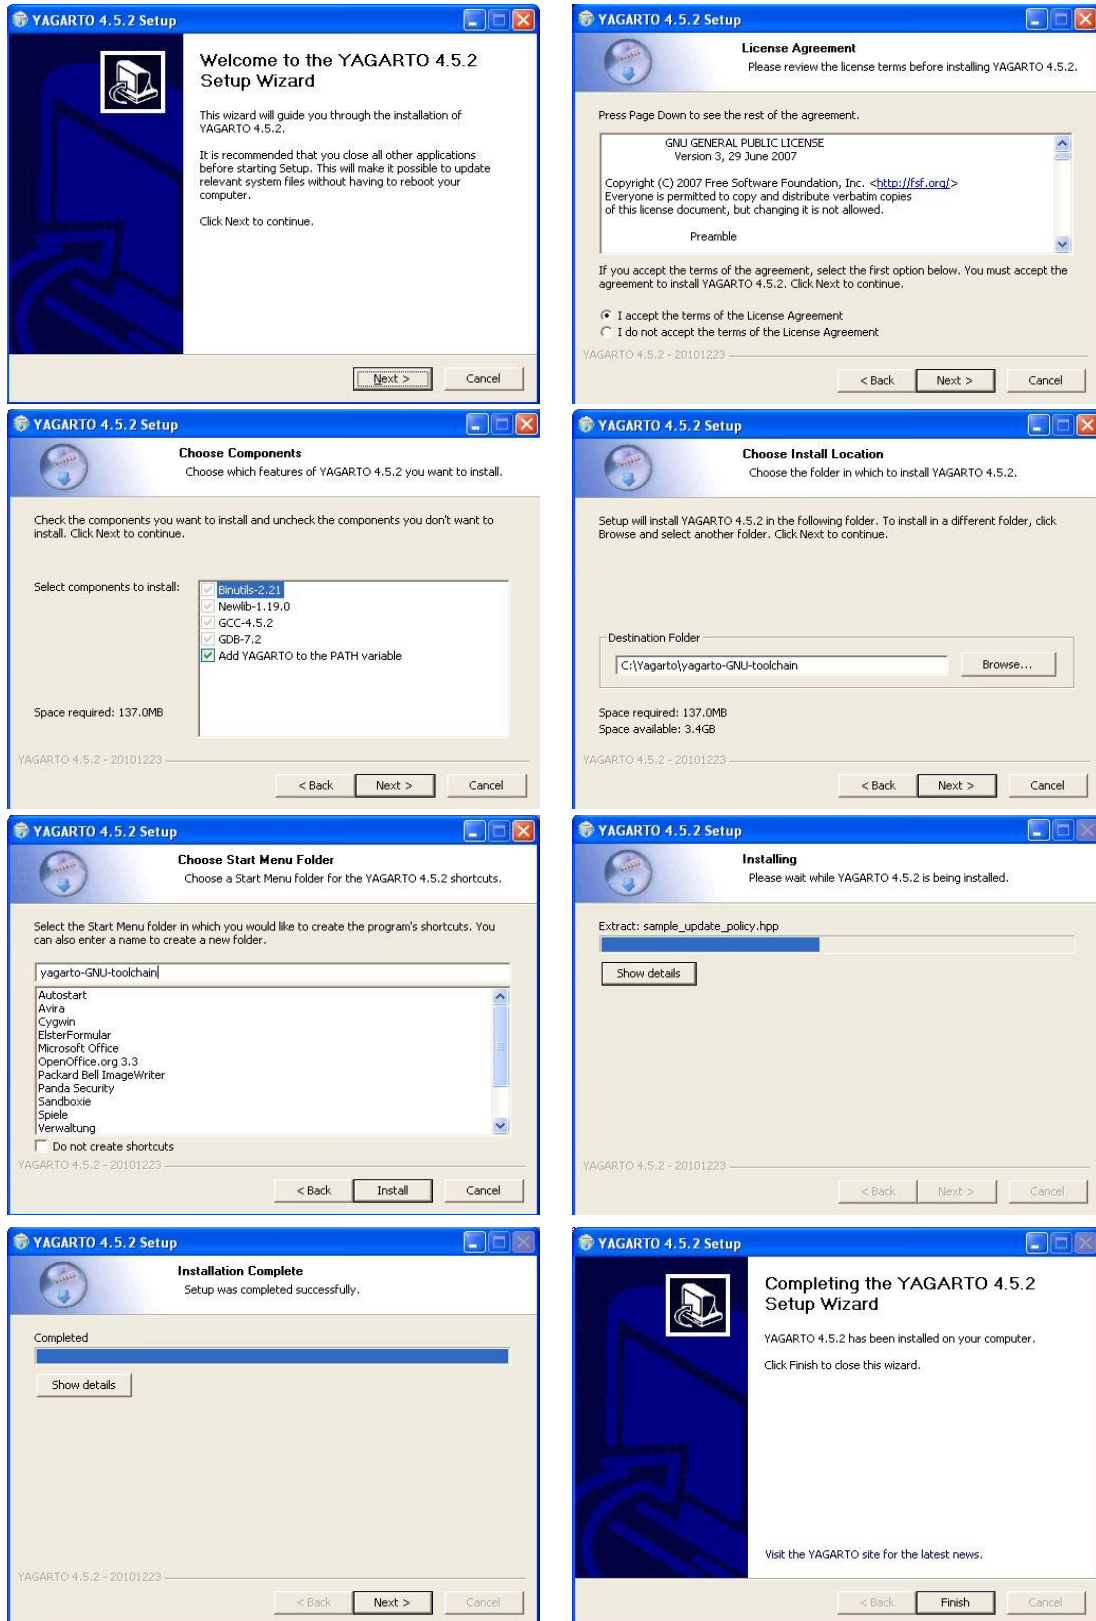 YAGARTO 4.5.2 Setup
Welcome to the YAGARTO 4.5.2
Setup Wizard
This wizard will guide you through the installation of
YAGARTO 4.5.2.
It is recommended that you close all other applications
before starting Setup. This will make it possible to update
relevant system files without having to reboot your
computer.
Click Next to continue.
Next >
Cancel
YAGARTO 4.5.2 Setup
License Agreement
Please review the license terms before installing YAGARTO 4.5.2.
Press Page Down to see the rest of the agreement.
GNU GENERAL PUBLIC LICENSE
Version 3, 29 June 2007
Copyright (C) 2007 Free Software Foundation, Inc. <http://fsf.org/>
Everyone is permitted to copy and distribute verbatim copies
of this license document, but changing it is not allowed.
Preamble
If you accept the terms of the agreement, select the first option below. You must accept the
agreement to install YAGARTO 4.5.2. Click Next to continue.
I accept the terms of the License Agreement
I do not accept the terms of the License Agreement
YAGARTO 4.5.2 - 20101223
< Back
Next >
Cancel
YAGARTO 4.5.2 Setup
Choose Components
Choose which features of YAGARTO 4.5.2 you want to install.
Check the components you want to install and uncheck the components you don't want to
install. Click Next to continue.
Select components to install:
Binutils-2.21
Newlib-1.19.0
GCC-4.5.2
GDB-7.2
Add YAGARTO to the PATH variable
Space required: 137.0MB
YAGARTO 4.5.2 - 20101223
< Back
Next >
Cancel
YAGARTO 4.5.2 Setup
Choose Install Location
Choose the folder in which to install YAGARTO 4.5.2.
Setup will install YAGARTO 4.5.2 in the following folder. To install in a different folder, click
Browse and select another folder. Click Next to continue.
Destination Folder
C:\Yagarto\yagarto-GNU-toolchain
Browse...
Space required: 137.0MB
Space available: 3.4GB
YAGARTO 4.5.2 - 20101223
< Back
Next >
Cancel
YAGARTO 4.5.2 Setup
Choose Start Menu Folder
Choose a Start Menu folder for the YAGARTO 4.5.2 shortcuts.
Select the Start Menu folder in which you would like to create the program's shortcuts. You
can also enter a name to create a new folder.
yagarto-GNU-toolchain
Autostart
Avira
Cygwin
ElsterFormular
Microsoft Office
OpenOffice.org 3.3
Packard Bell ImageWriter
Panda Security
Sandboxie
Spiele
Verwaltung
Do not create shortcuts
YAGARTO 4.5.2 - 20101223
< Back
Install
Cancel
YAGARTO 4.5.2 Setup
Installing
Please wait while YAGARTO 4.5.2 is being installed.
Extract: sample_update_policy.hpp
Show details
YAGARTO 4.5.2 - 20101223
< Back
Next >
Cancel
YAGARTO 4.5.2 Setup
Installation Complete
Setup was completed successfully.
Completed
Show details
YAGARTO 4.5.2 - 20101223
< Back
Next >
Cancel
YAGARTO 4.5.2 Setup
Completing the YAGARTO 4.5.2
Setup Wizard
YAGARTO 4.5.2 has been installed on your computer.
Click Finish to close this wizard.
Visit the YAGARTO site for the latest news.
< Back
Finish
Cancel